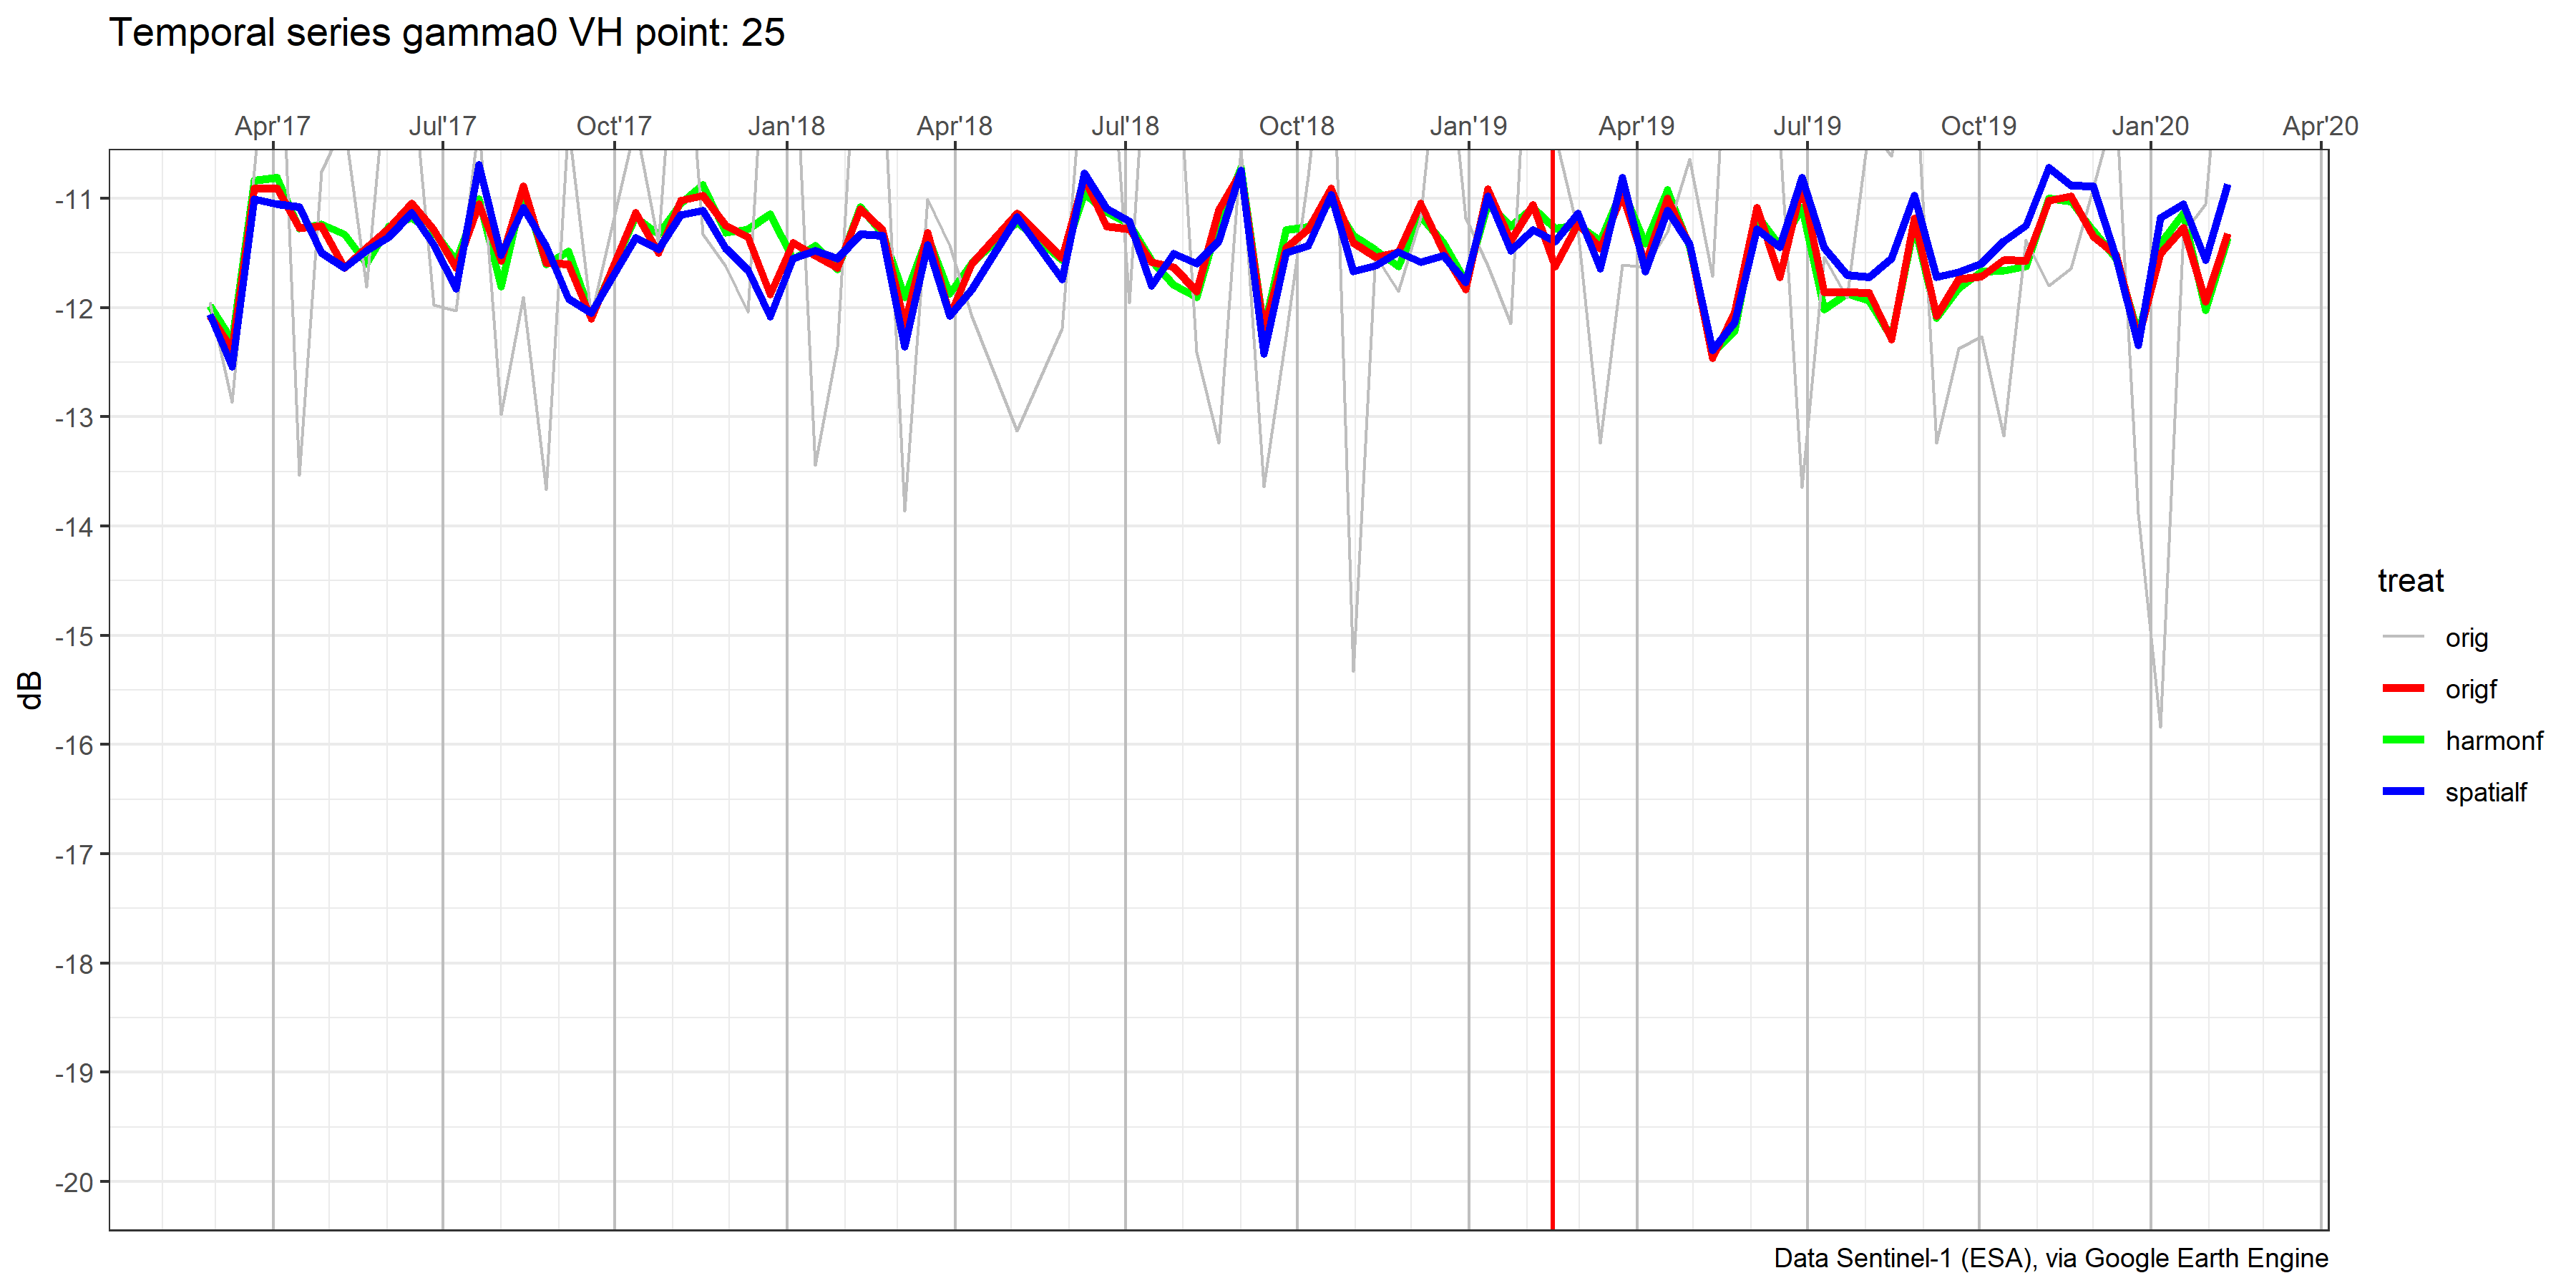 Temporal series gamma0 VH point: 25
Apr'17 Jul'17 Oct'17 Jan'18 Apr'18 Jul'18 Oct'18 Jan'19 Apr'19 Jul'19 Oct'19 Jan'20 Apr'20
-11
-12
-13
-14
-15
-16
-17
-18
-19
-20
dB
treat
orig
origf
harmonf
spatialf
Data Sentinel-1 (ESA), via Google Earth Engine